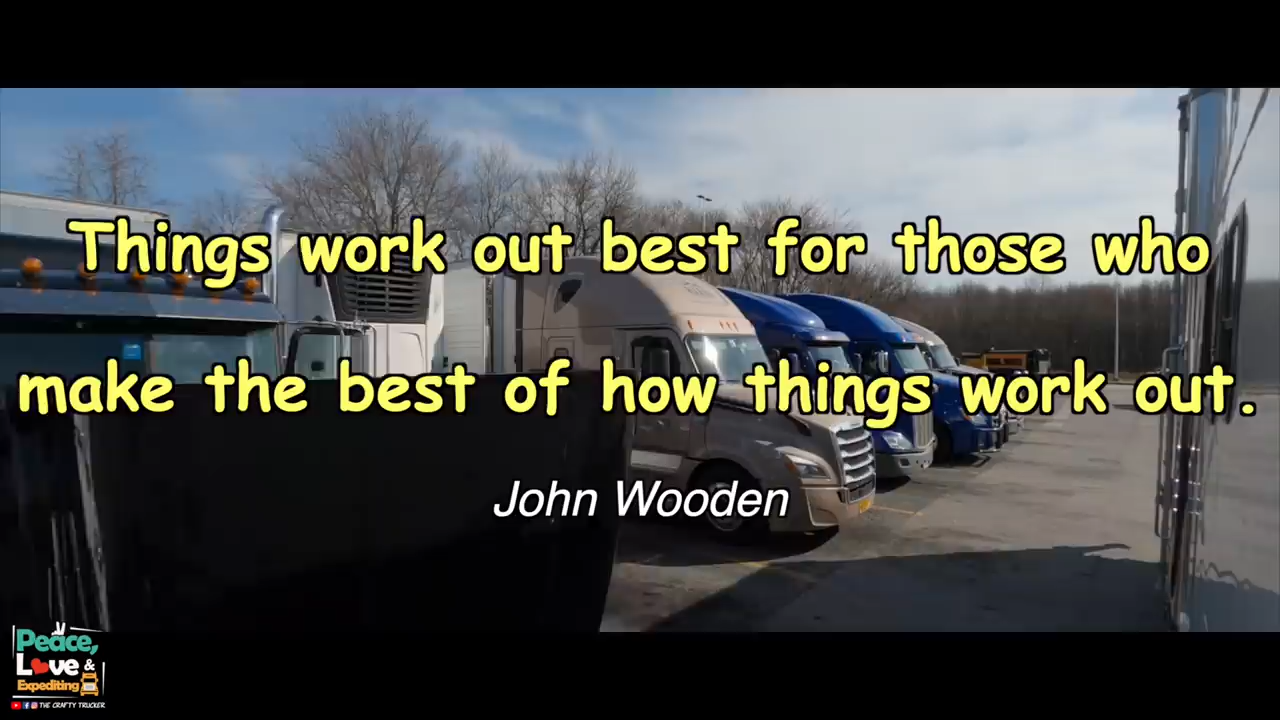 Things work out best for those who
make the best of how things work out.
John Wooden
Peace,
Love &
Expediting
THE CRAFTY TRUCKER